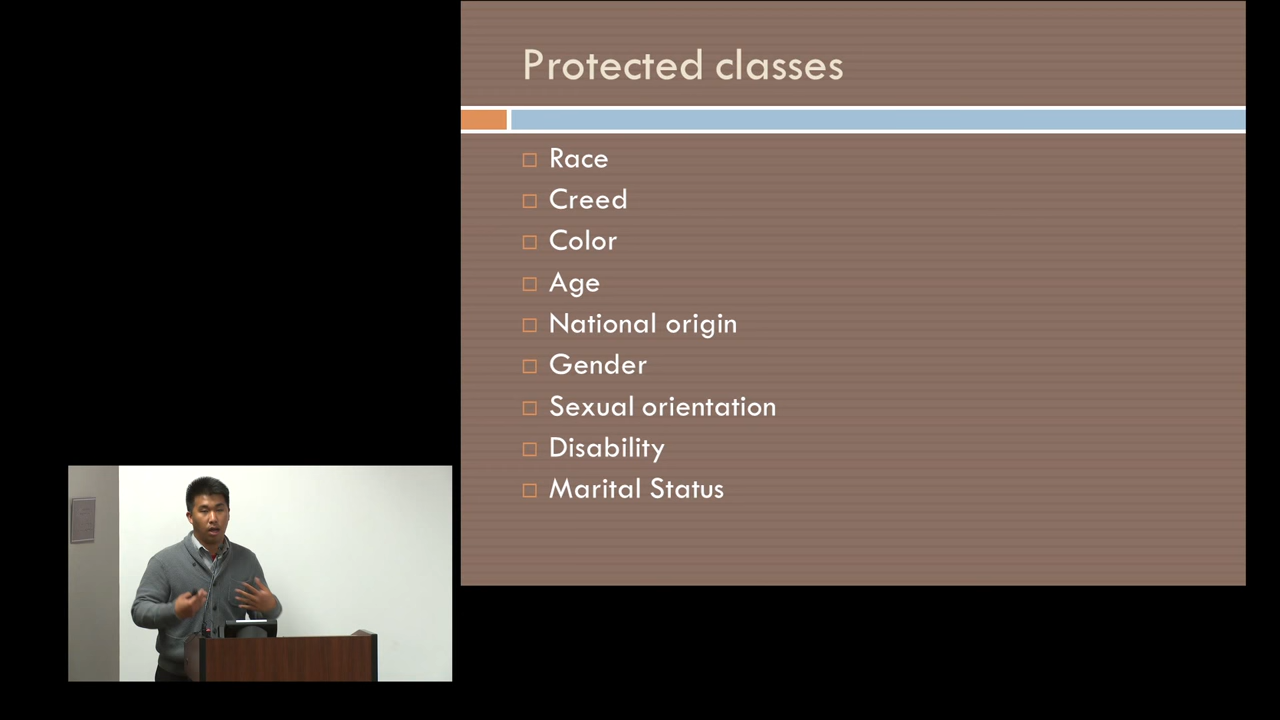 Protected classes
Race
Creed
Color
Age
National origin
Gender
Sexual orientation
Disability
Marital Status